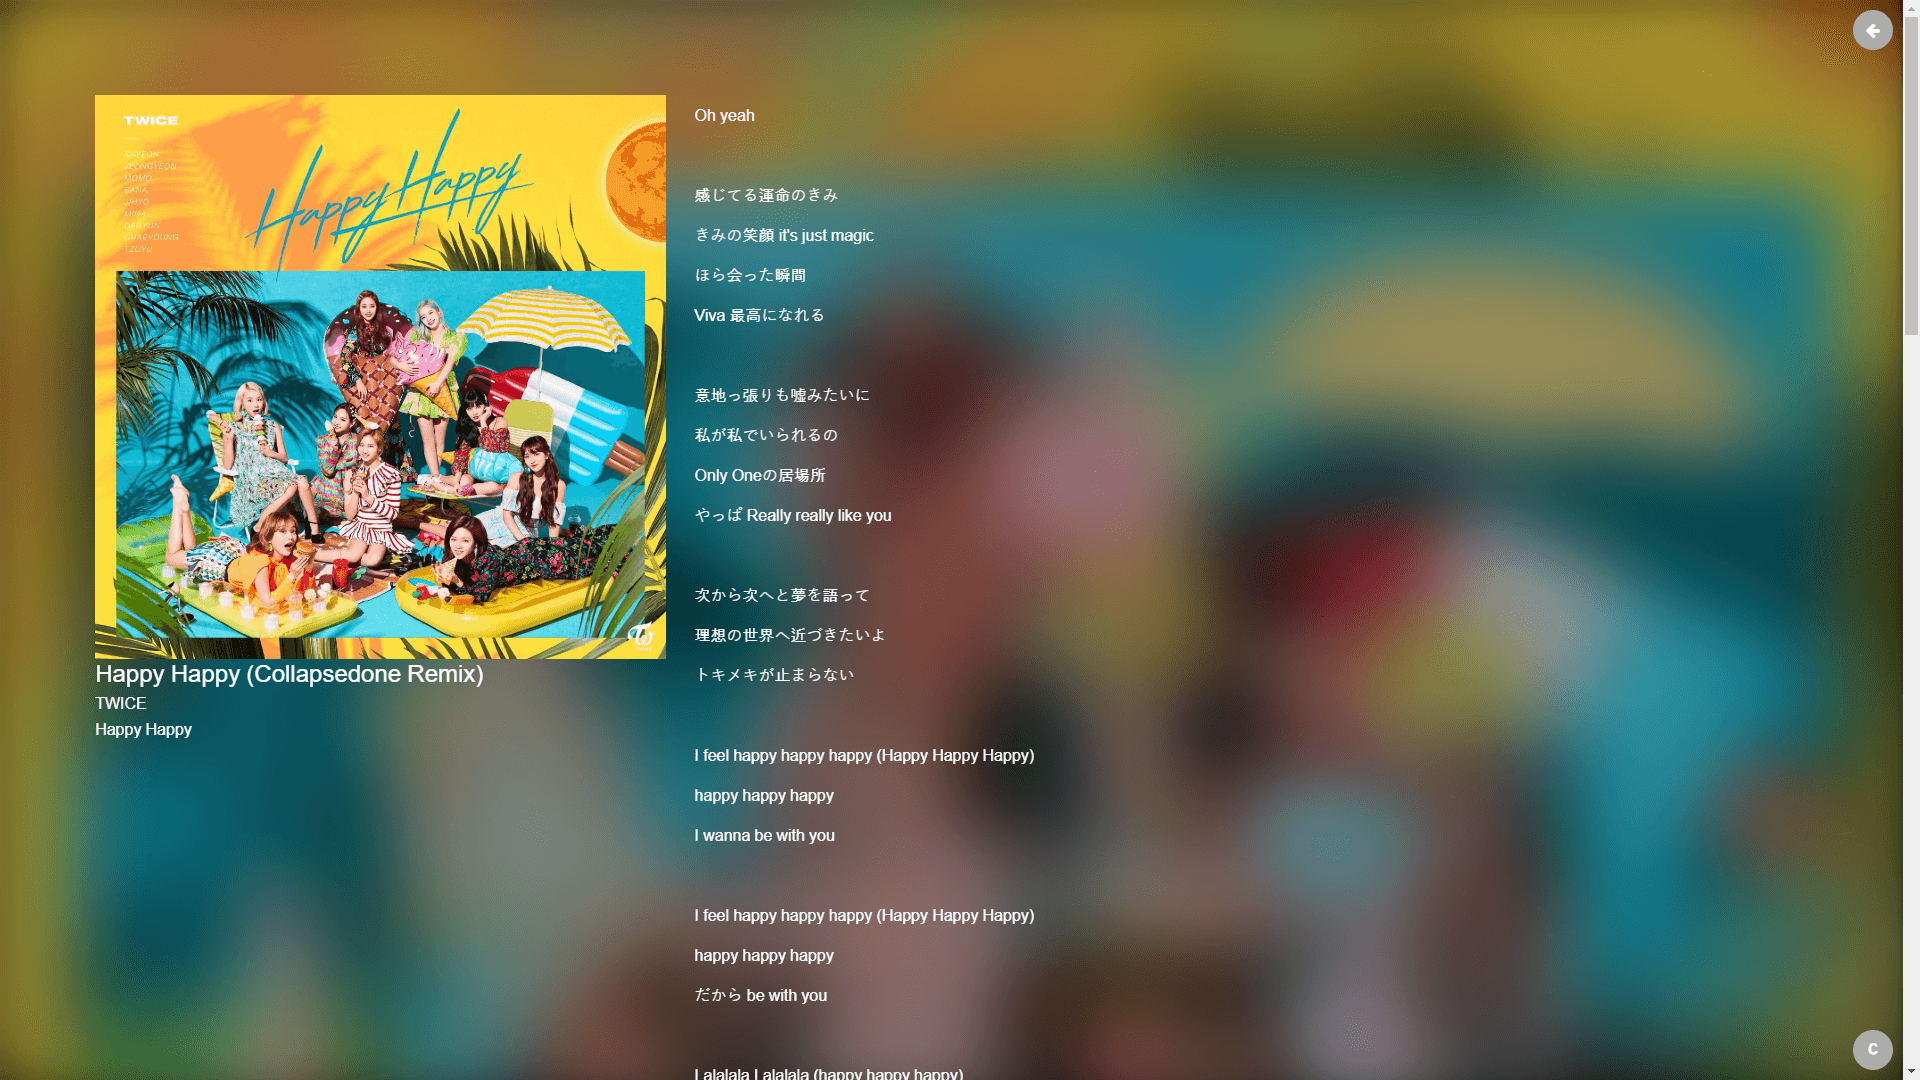 TWICE
NAYEON
JEONGYEON
MOMO
SANA
JIHYO
MINA
DAHYUN
CHAEYOUNG
TZUYU
Happy Happy
Happy Happy (Collapsedone Remix)
TWICE
Happy Happy
Oh yeah
感じてる運命のきみ
きみの笑顔 it's just magic
ほら会った瞬間
Viva 最高になれる
意地っ張りも嘘みたいに
私が私でいられるの
Only Oneの居場所
やっぱ Really really like you
次から次へと夢を語って
理想の世界へ近づきたいよ
トキメキが止まらない
I feel happy happy happy (Happy Happy Happy)
happy happy happy
I wanna be with you
I feel happy happy happy (Happy Happy Happy)
happy happy happy
だから be with you
Lalalala Lalalala (happy happy happy)
C